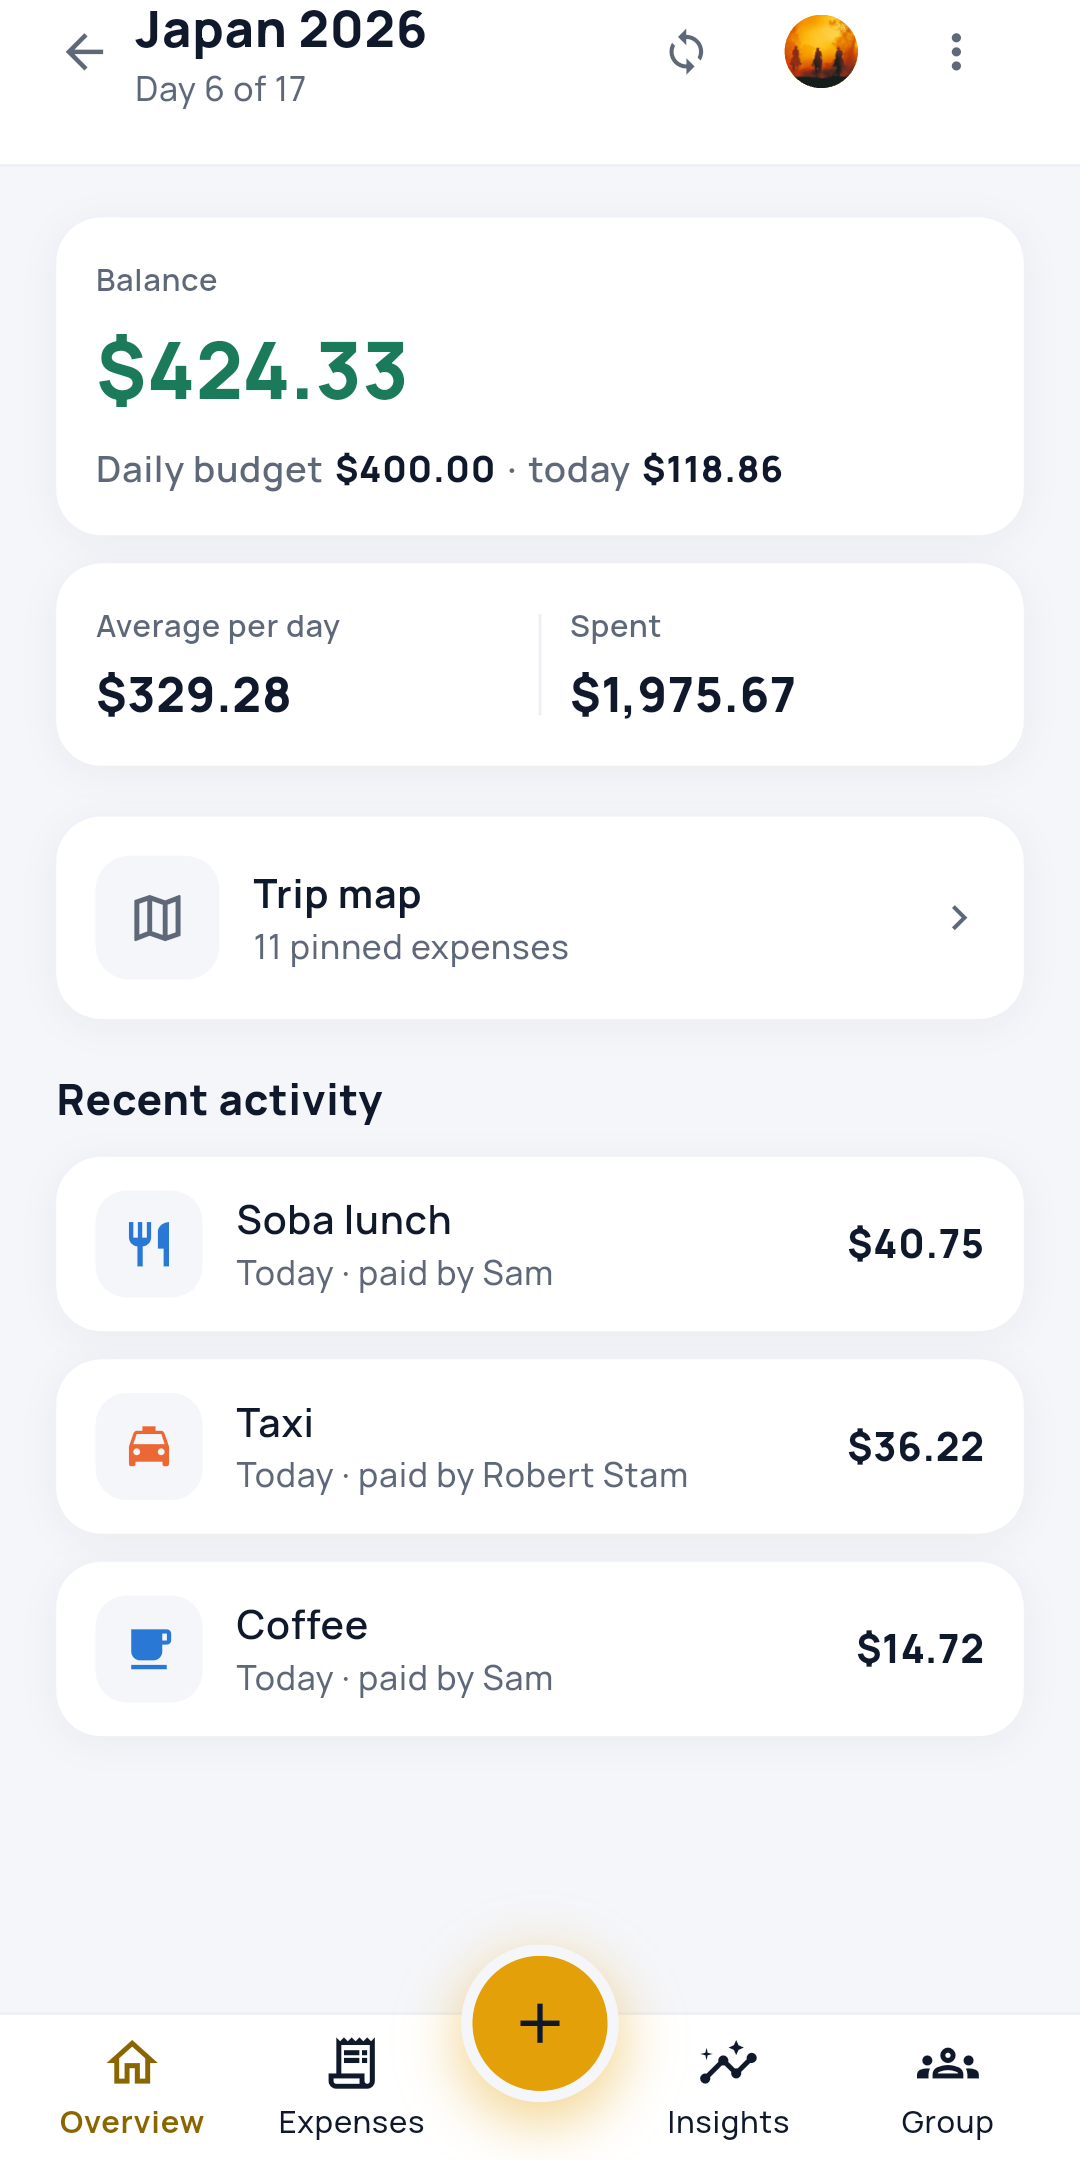 Japan 2026
Day 6 of 17
Balance
$424.33
Daily budget $400.00 · today $118.86
Average per day
$329.28
Spent
$1,975.67
Trip map
11 pinned expenses
Recent activity
Soba lunch
Today · paid by Sam
$40.75
Taxi
Today · paid by Robert Stam
$36.22
Coffee
Today · paid by Sam
$14.72
Overview
Expenses
Insights
Group